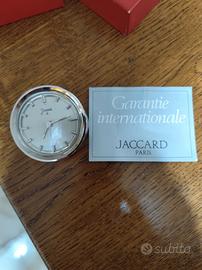 Garantie
internationale
JACCARD
PARIS
subito